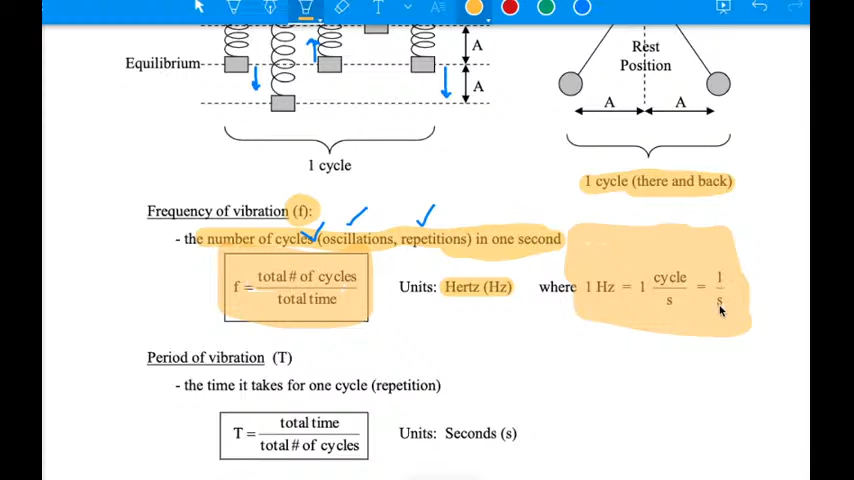 T
A
Equilibrium
A
A
Rest
Position
A
A
1 cycle
1 cycle (there and back)
Frequency of vibration (f):
- the number of cycles (oscillations, repetitions) in one second
f = total # of cycles
total time
Units: Hertz (Hz)
where 1 Hz = 1 cycle
s
= 1
s
Period of vibration (T)
- the time it takes for one cycle (repetition)
T = total time
total # of cycles
Units: Seconds (s)